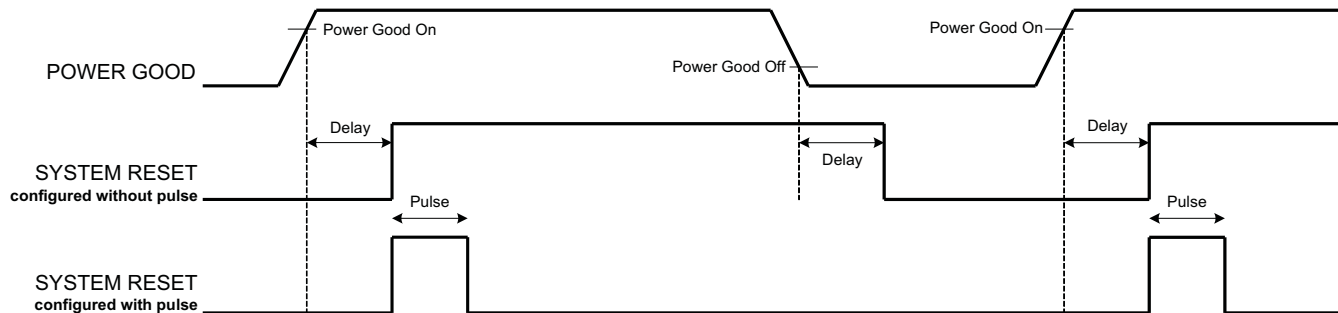 Power Good On
Power Good On
POWER GOOD
Power Good Off
Delay
Delay
Delay
SYSTEM RESET
configured without pulse
Pulse
Pulse
SYSTEM RESET
configured with pulse